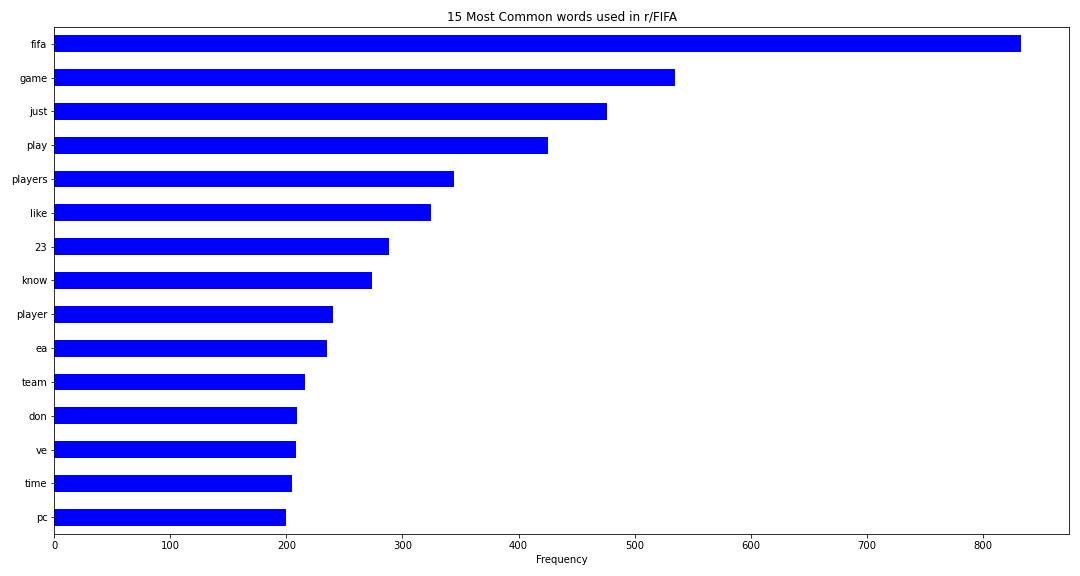 15 Most Common words used in r/FIFA
fifa
game
just
play
players
like
23
know
player
ea
team
don
ve
time
pc
0 100 200 300 400 500 600 700 800
Frequency